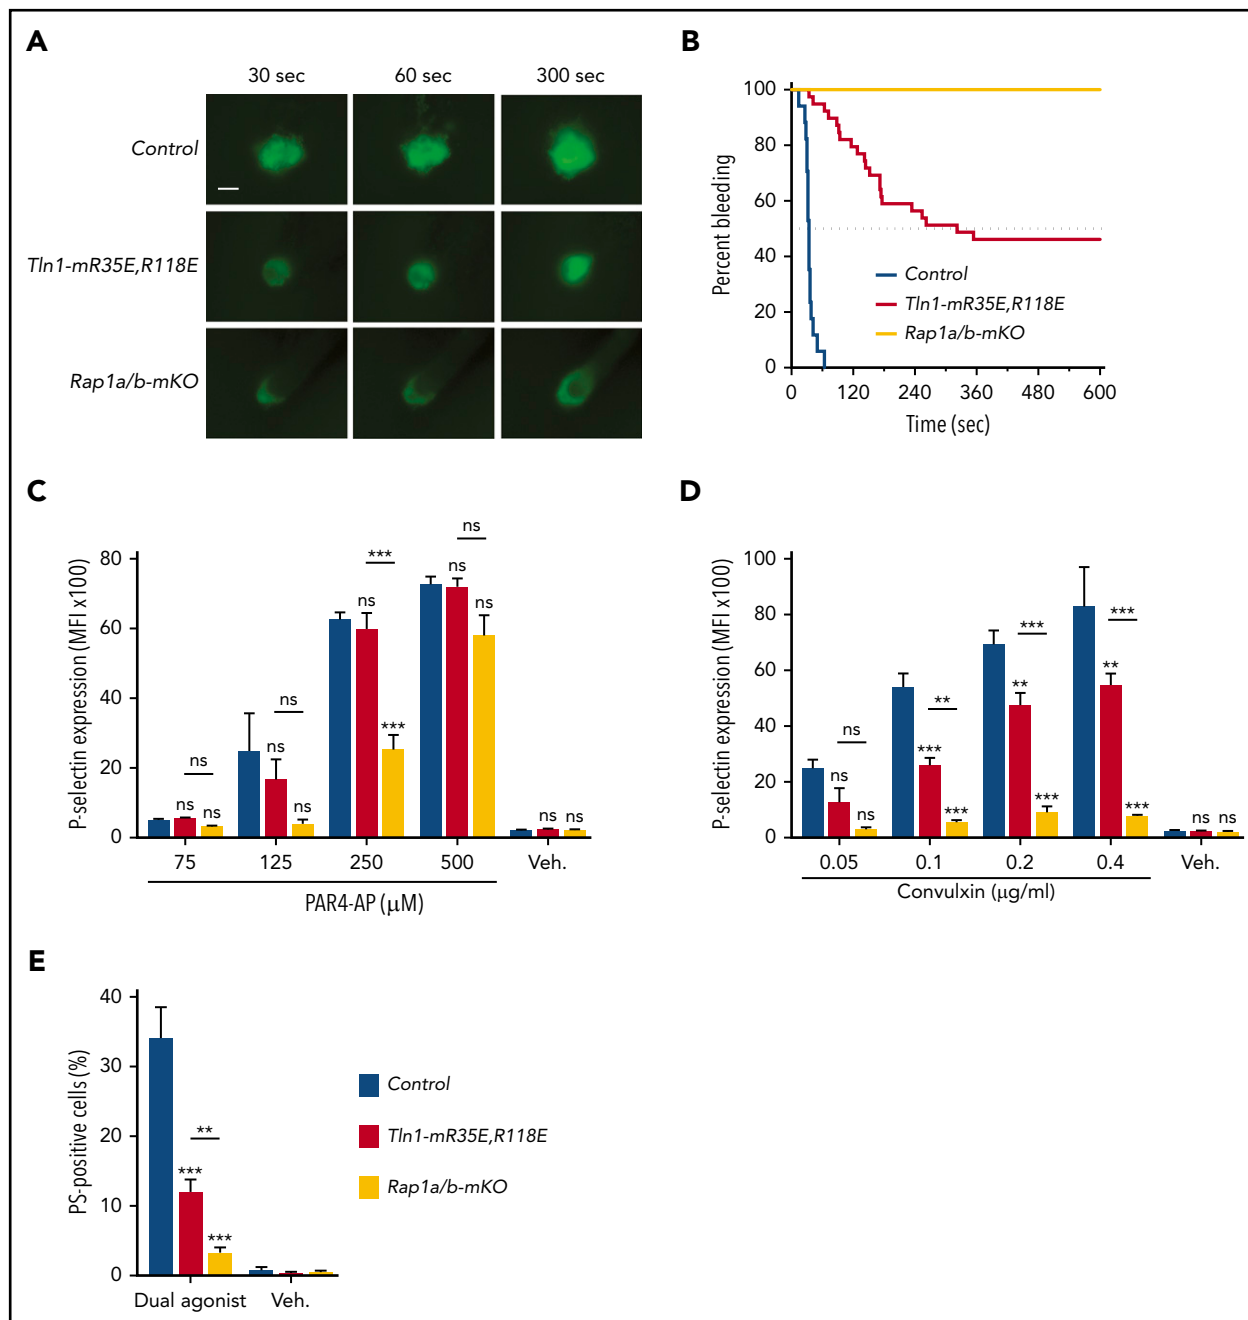 A
30 sec 60 sec 300 sec
Control
Tln1-mR35E,R118E
Rap1a/b-mKO
B
Percent bleeding
100
80
60
40
20
0
0 120 240 360 480 600
Time (sec)
Control
Tln1-mR35E,R118E
Rap1a/b-mKO
C
P-selectin expression (MFI x100)
80
60
40
20
0
ns
ns ns
ns
ns
***
ns
***
ns
ns
ns
ns ns
75 125 250 500 Veh.
PAR4-AP (μM)
D
P-selectin expression (MFI x100)
100
80
60
40
20
0
ns
ns
ns
**
***
***
***
**
***
***
**
***
ns ns
0.05 0.1 0.2 0.4 Veh.
Convulxin (μg/ml)
E
PS-positive cells (%)
40
30
20
10
0
**
***
***
Dual agonist Veh.
Control
Tln1-mR35E,R118E
Rap1a/b-mKO